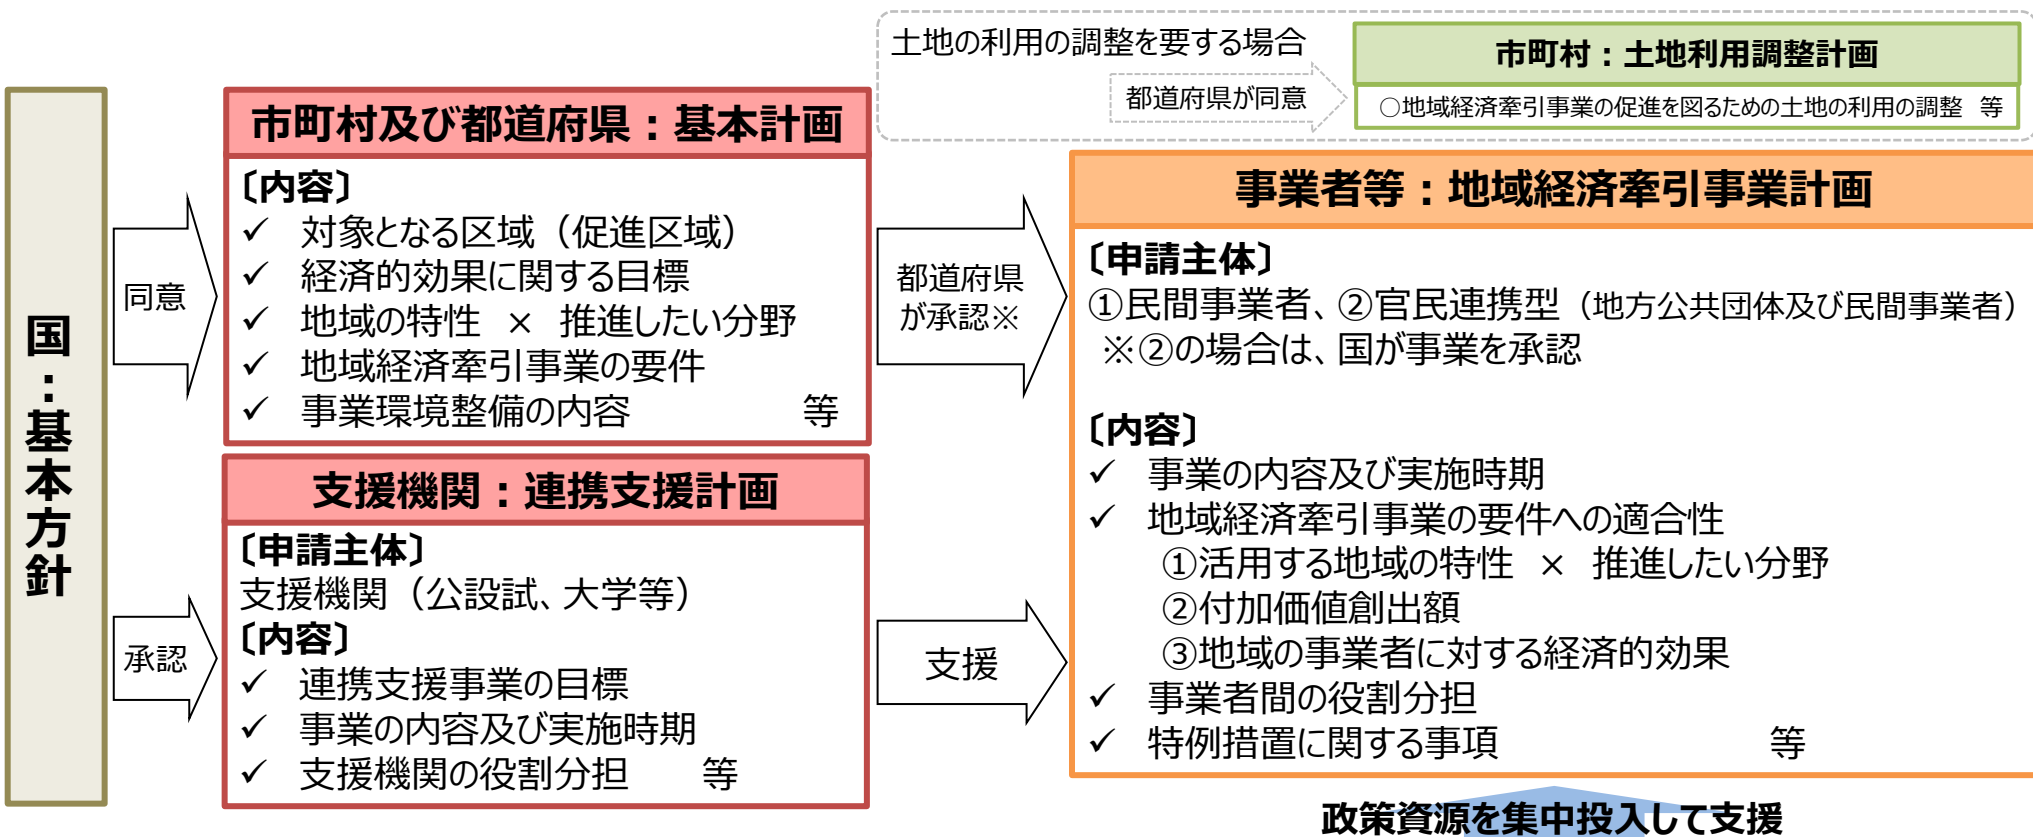 土地の利用の調整を要する場合
都道府県が同意
市町村：土地利用調整計画
○地域経済牽引事業の促進を図るための土地の利用の調整　等
国：基本方針
同意
市町村及び都道府県：基本計画
〔内容〕
✓ 対象となる区域（促進区域）
✓ 経済的効果に関する目標
✓ 地域の特性 × 推進したい分野
✓ 地域経済牽引事業の要件
✓ 事業環境整備の内容　等
承認
支援機関：連携支援計画
〔申請主体〕
支援機関（公設試、大学等）
〔内容〕
✓ 連携支援事業の目標
✓ 事業の内容及び実施時期
✓ 支援機関の役割分担　等
都道府県
が承認※
支援
事業者等：地域経済牽引事業計画
〔申請主体〕
①民間事業者、②官民連携型（地方公共団体及び民間事業者）
※②の場合は、国が事業を承認
〔内容〕
✓ 事業の内容及び実施時期
✓ 地域経済牽引事業の要件への適合性
①活用する地域の特性 × 推進したい分野
②付加価値創出額
③地域の事業者に対する経済的効果
✓ 事業者間の役割分担
✓ 特例措置に関する事項　等
政策資源を集中投入して支援